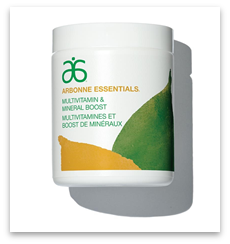 ARBONNE ESSENTIALS
MULTIVITAMIN &
MINERAL BOOST
MULTIVITAMINES ET
BOOST DE MINÉRAUX